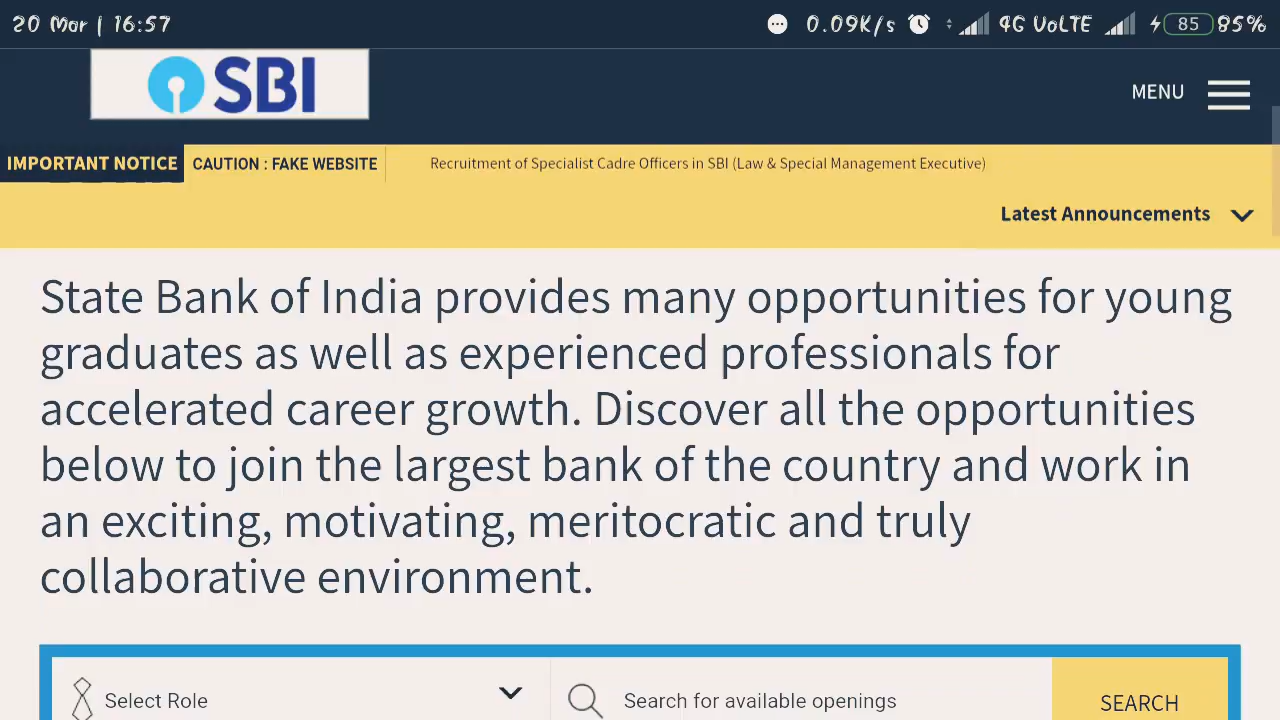 20 Mar | 16:57 0.09K/s 4G VoLTE 85 85%
SBI
MENU
IMPORTANT NOTICE CAUTION : FAKE WEBSITE Recruitment of Specialist Cadre Officers in SBI (Law & Special Management Executive)
Latest Announcements
State Bank of India provides many opportunities for young
graduates as well as experienced professionals for
accelerated career growth. Discover all the opportunities
below to join the largest bank of the country and work in
an exciting, motivating, meritocratic and truly
collaborative environment.
Select Role Search for available openings SEARCH